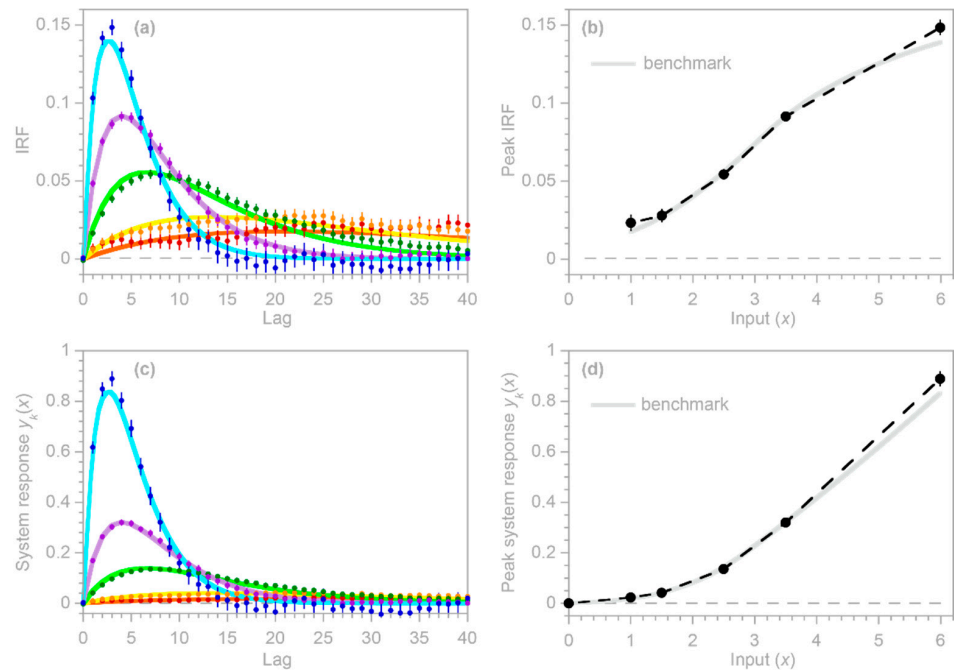 (a)
IRF
0.15
0.1
0.05
0
0 5 10 15 20 25 30 35 40
Lag
(b)
benchmark
Peak IRF
0.15
0.1
0.05
0
0 1 2 3 4 5 6
Input (x)
(c)
System response yₖ(x)
1
0.8
0.6
0.4
0.2
0
0 5 10 15 20 25 30 35 40
Lag
(d)
benchmark
Peak system response yₖ(x)
1
0.8
0.6
0.4
0.2
0
0 1 2 3 4 5 6
Input (x)